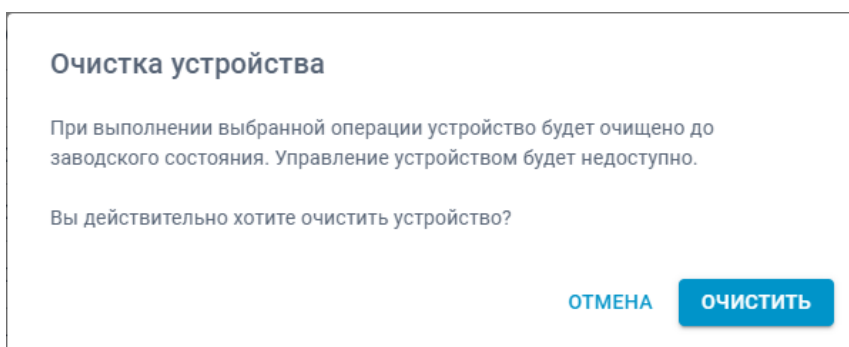 Очистка устройства
При выполнении выбранной операции устройство будет очищено до
заводского состояния. Управление устройством будет недоступно.
Вы действительно хотите очистить устройство?
ОТМЕНА ОЧИСТИТЬ